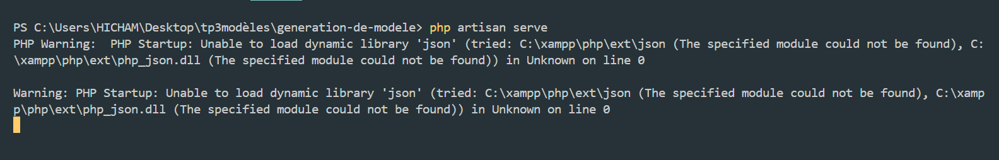 PS C:\Users\HICHAM\Desktop\tp3modèles\generation-de-modele> php artisan serve
PHP Warning:  PHP Startup: Unable to load dynamic library 'json' (tried: C:\xampp\php\ext\json (The specified module could not be found), C:
\xampp\php\ext\php_json.dll (The specified module could not be found)) in Unknown on line 0
Warning: PHP Startup: Unable to load dynamic library 'json' (tried: C:\xampp\php\ext\json (The specified module could not be found), C:\xamp
p\php\ext\php_json.dll (The specified module could not be found)) in Unknown on line 0